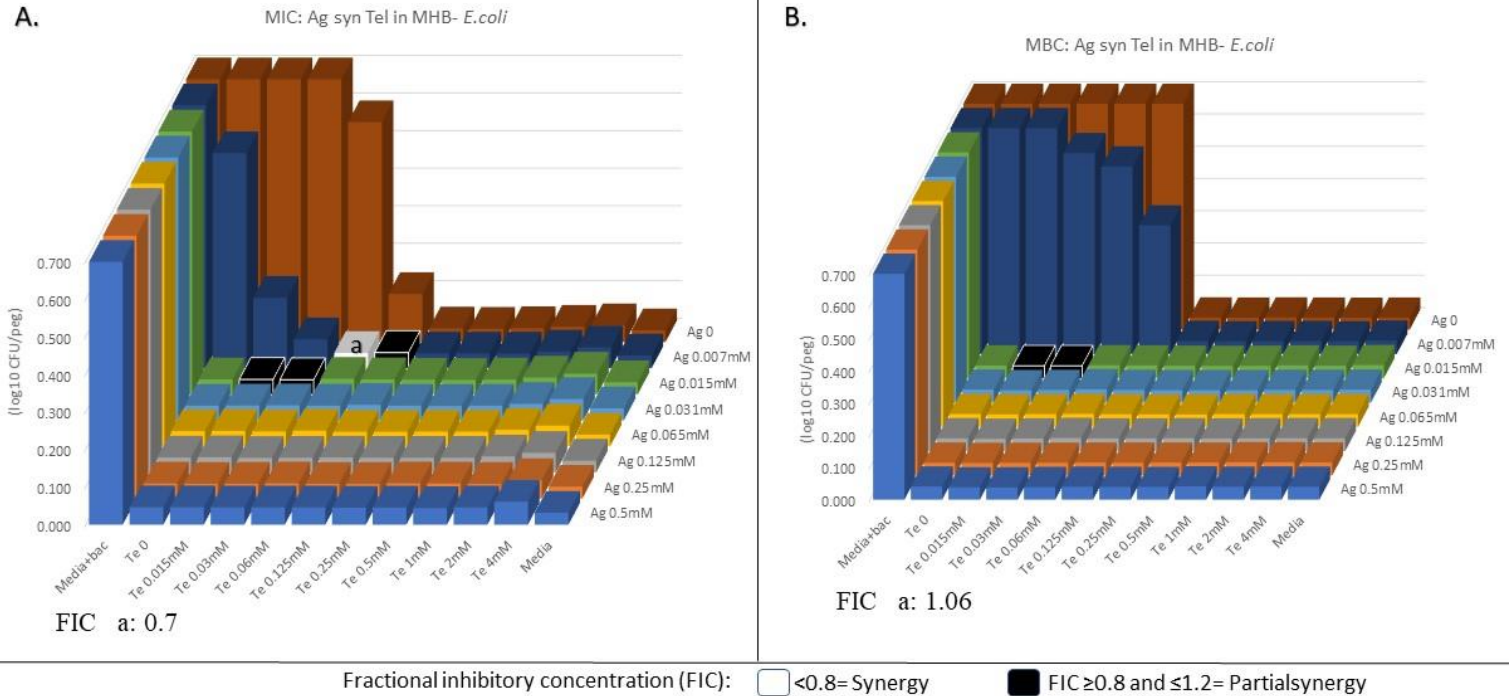 A.
MIC: Ag syn Tel in MHB- E.coli
0.700
0.600
0.500
0.400
0.300
0.200
0.100
0.000
(log10 CFU/peg)
a
Ag 0
Ag 0.007mM
Ag 0.015mM
Ag 0.031mM
Ag 0.065mM
Ag 0.125mM
Ag 0.25mM
Ag 0.5mM
Media+bac
Te 0
Te 0.015mM
Te 0.03mM
Te 0.06mM
Te 0.125mM
Te 0.25mM
Te 0.5mM
Te 1mM
Te 2mM
Te 4mM
Media
FIC a: 0.7
B.
MBC: Ag syn Tel in MHB- E.coli
0.700
0.600
0.500
0.400
0.300
0.200
0.100
0.000
(log10 CFU/peg)
Ag 0
Ag 0.007mM
Ag 0.015mM
Ag 0.031mM
Ag 0.065mM
Ag 0.125mM
Ag 0.25mM
Ag 0.5mM
Media+bac
Te 0
Te 0.015mM
Te 0.03mM
Te 0.06mM
Te 0.125mM
Te 0.25mM
Te 0.5mM
Te 1mM
Te 2mM
Te 4mM
Media
FIC a: 1.06
Fractional inhibitory concentration (FIC): <0.8= Synergy FIC ≥0.8 and ≤1.2= Partialsynergy